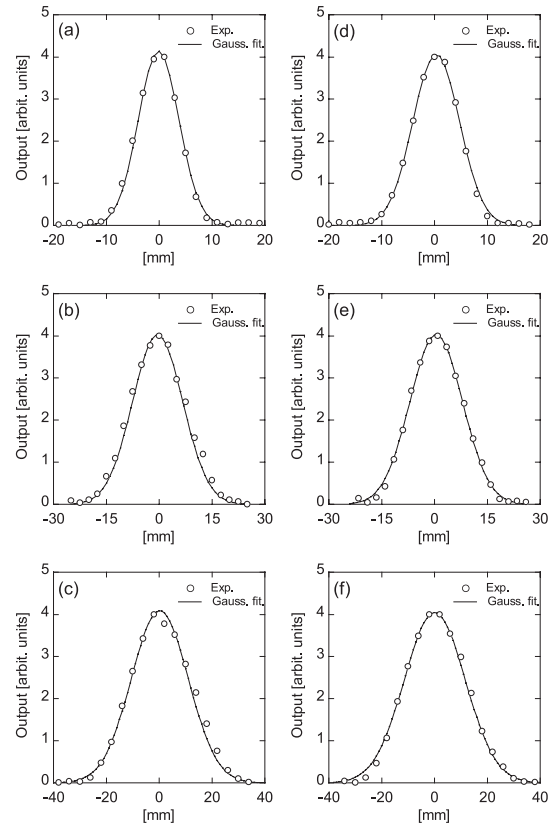 (a)
Exp.
Gauss. fit.
Output [arbit. units]
5
4
3
2
1
0
-20 -10 0 10 20
[mm]
(d)
Exp.
Gauss. fit.
Output [arbit. units]
5
4
3
2
1
0
-20 -10 0 10 20
[mm]
(b)
Exp.
Gauss. fit.
Output [arbit. units]
5
4
3
2
1
0
-30 -15 0 15 30
[mm]
(e)
Exp.
Gauss. fit.
Output [arbit. units]
5
4
3
2
1
0
-30 -15 0 15 30
[mm]
(c)
Exp.
Gauss. fit.
Output [arbit. units]
5
4
3
2
1
0
-40 -20 0 20 40
[mm]
(f)
Exp.
Gauss. fit.
Output [arbit. units]
5
4
3
2
1
0
-40 -20 0 20 40
[mm]